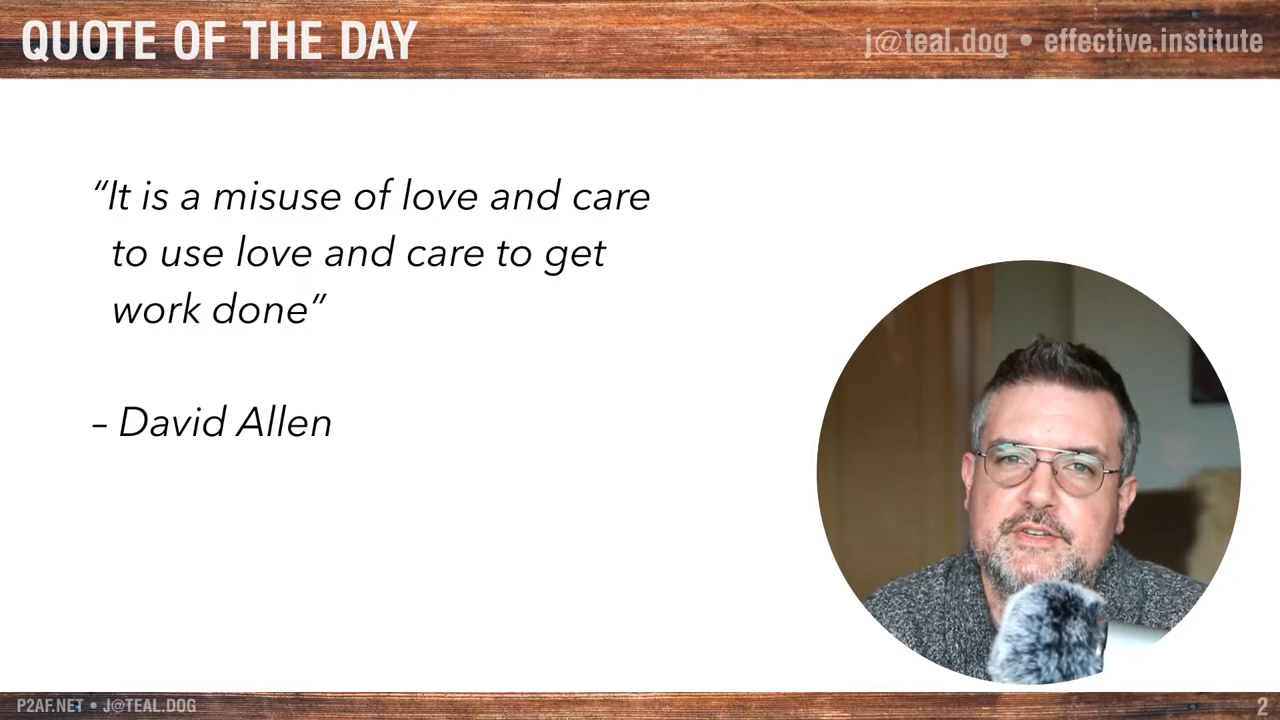 QUOTE OF THE DAY
j@teal.dog • effective.institute
“It is a misuse of love and care
to use love and care to get
work done”
– David Allen
P2AF.NET • J@TEAL.DOG
2